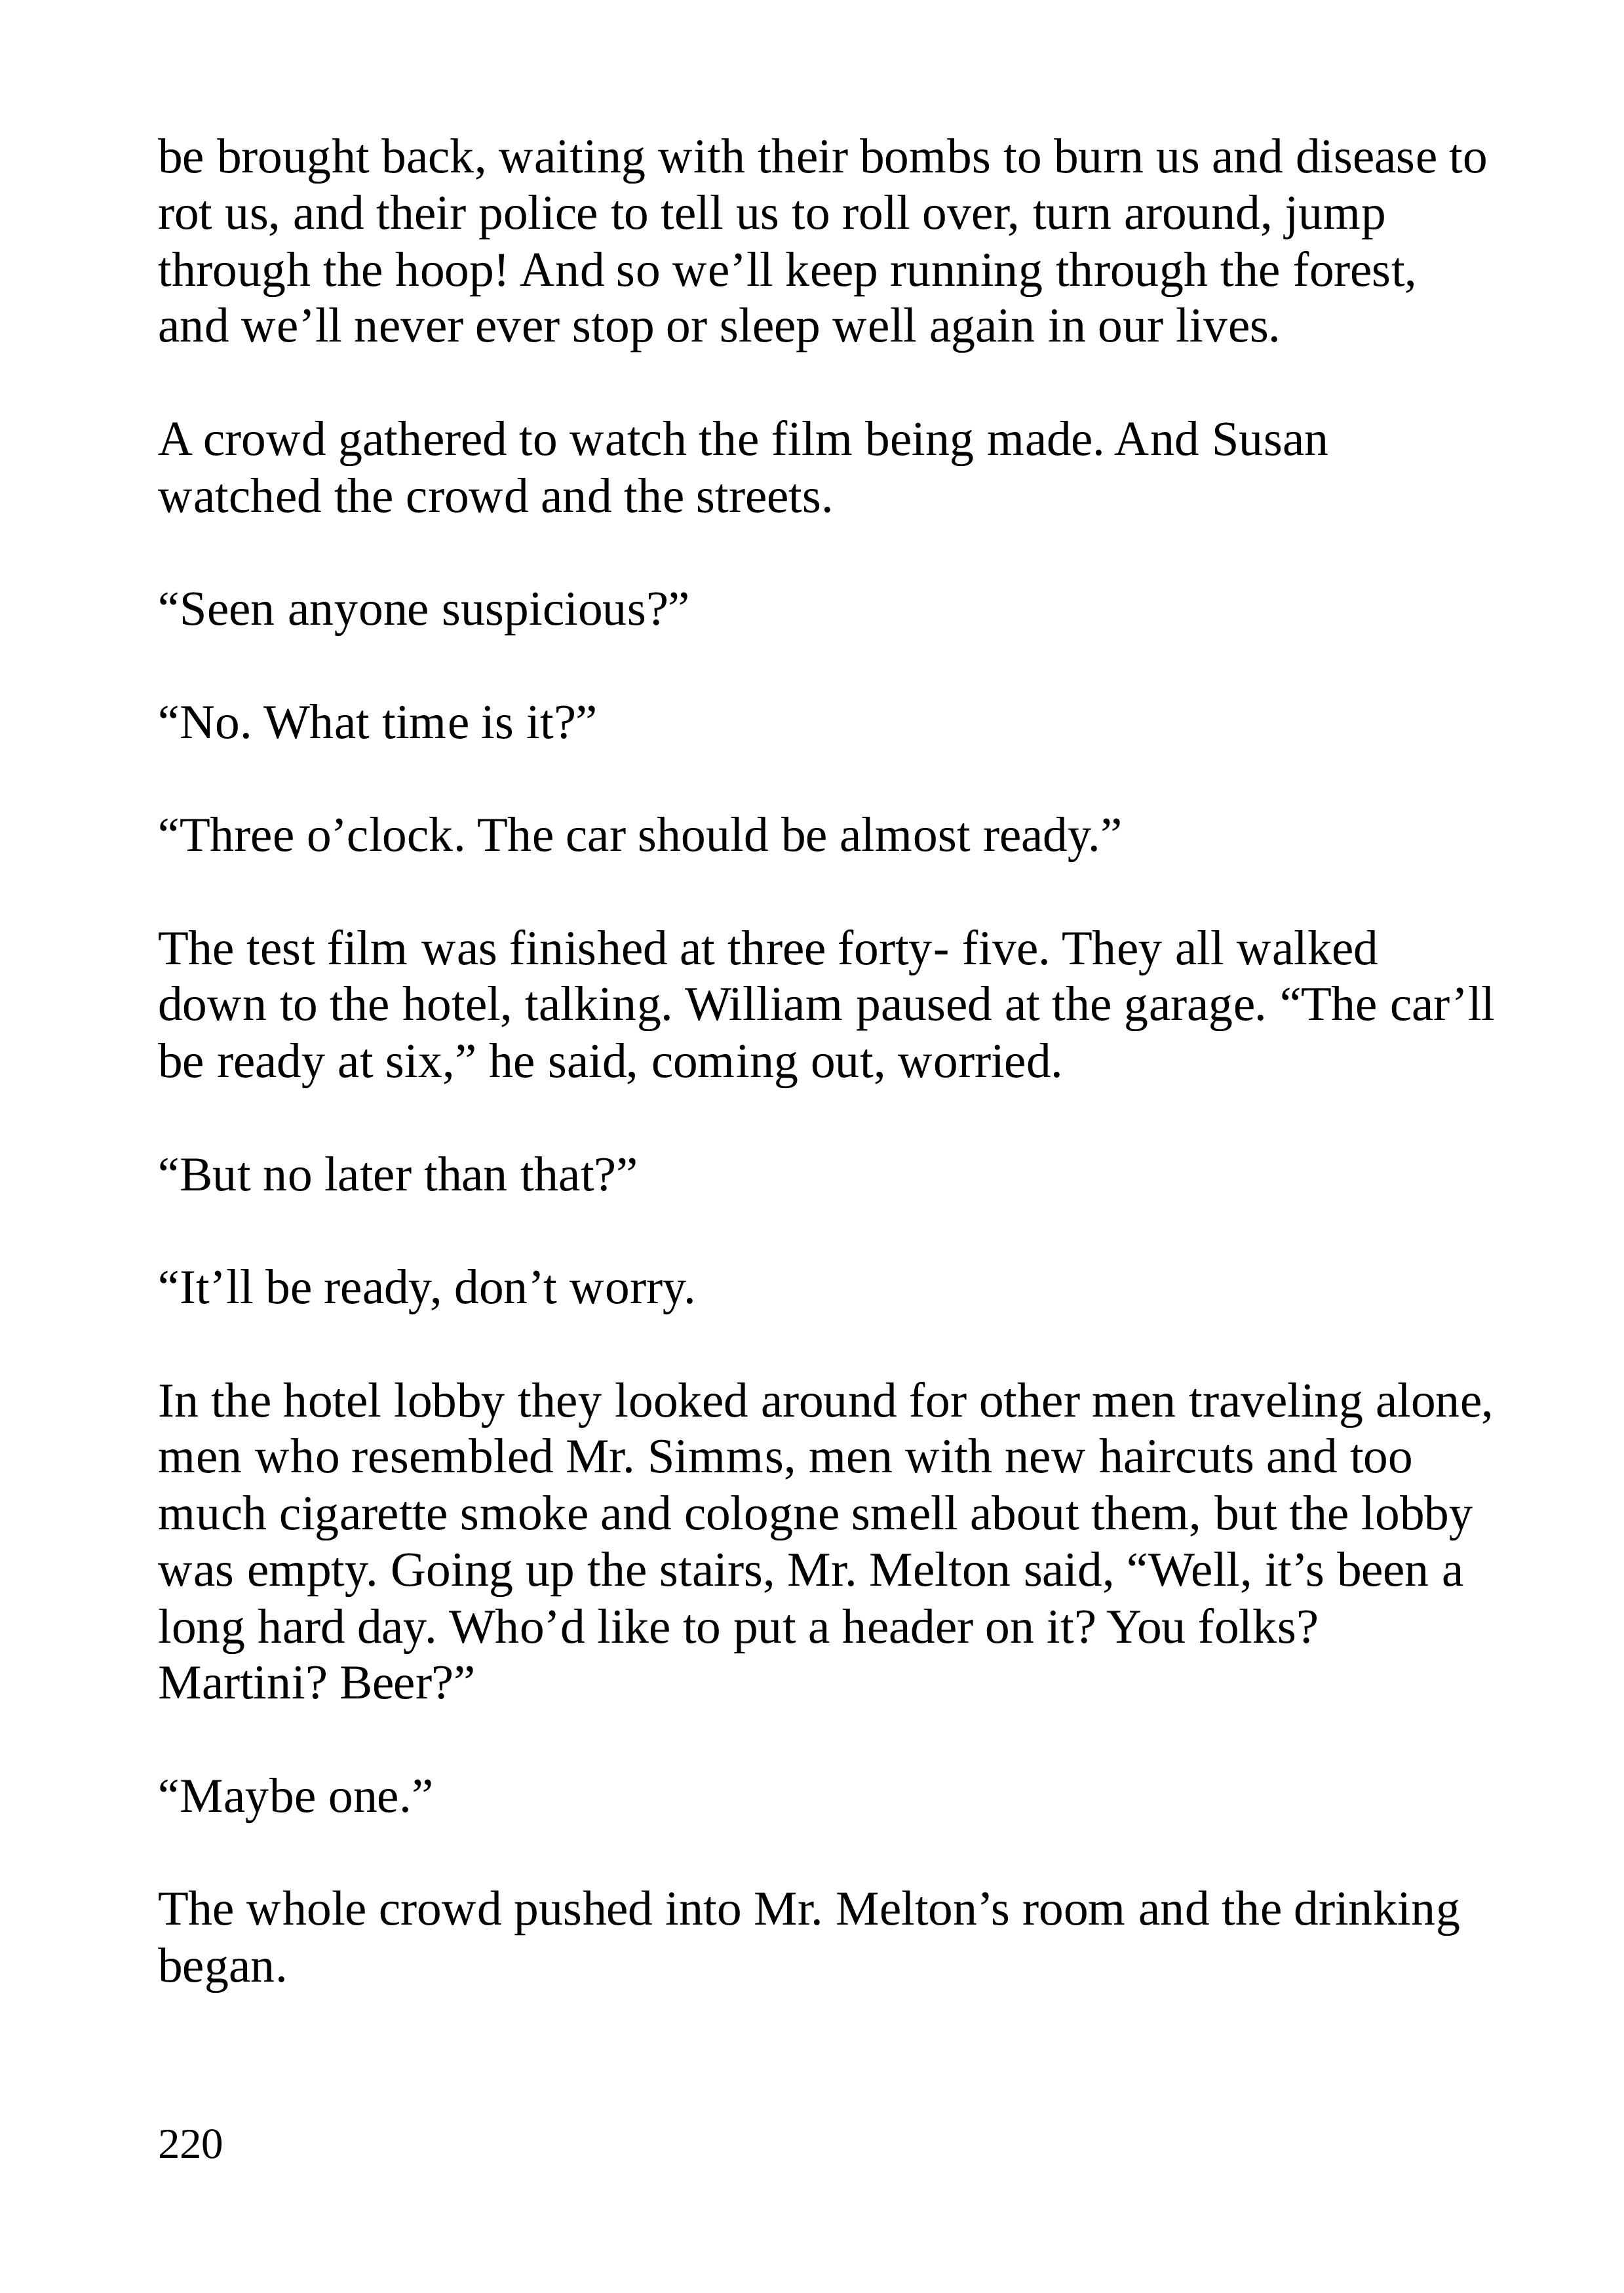 be brought back, waiting with their bombs to burn us and disease to
rot us, and their police to tell us to roll over, turn around, jump
through the hoop! And so we’ll keep running through the forest,
and we’ll never ever stop or sleep well again in our lives.
A crowd gathered to watch the film being made. And Susan
watched the crowd and the streets.
“Seen anyone suspicious?”
“No. What time is it?”
“Three o’clock. The car should be almost ready.”
The test film was finished at three forty- five. They all walked
down to the hotel, talking. William paused at the garage. “The car’ll
be ready at six,” he said, coming out, worried.
“But no later than that?”
“It’ll be ready, don’t worry.
In the hotel lobby they looked around for other men traveling alone,
men who resembled Mr. Simms, men with new haircuts and too
much cigarette smoke and cologne smell about them, but the lobby
was empty. Going up the stairs, Mr. Melton said, “Well, it’s been a
long hard day. Who’d like to put a header on it? You folks?
Martini? Beer?”
“Maybe one.”
The whole crowd pushed into Mr. Melton’s room and the drinking
began.
220